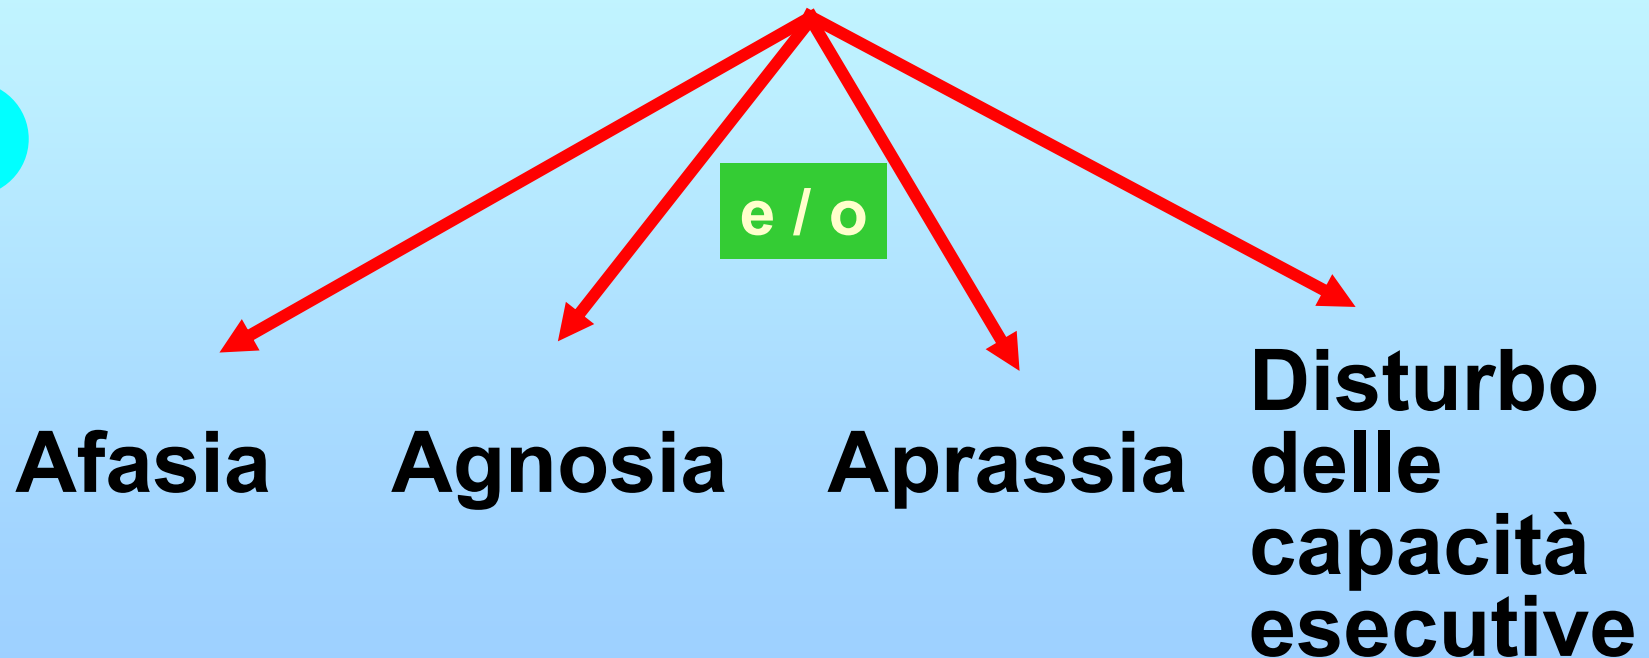 e / o
Afasia
Agnosia
Aprassia
Disturbo
delle
capacità
esecutive